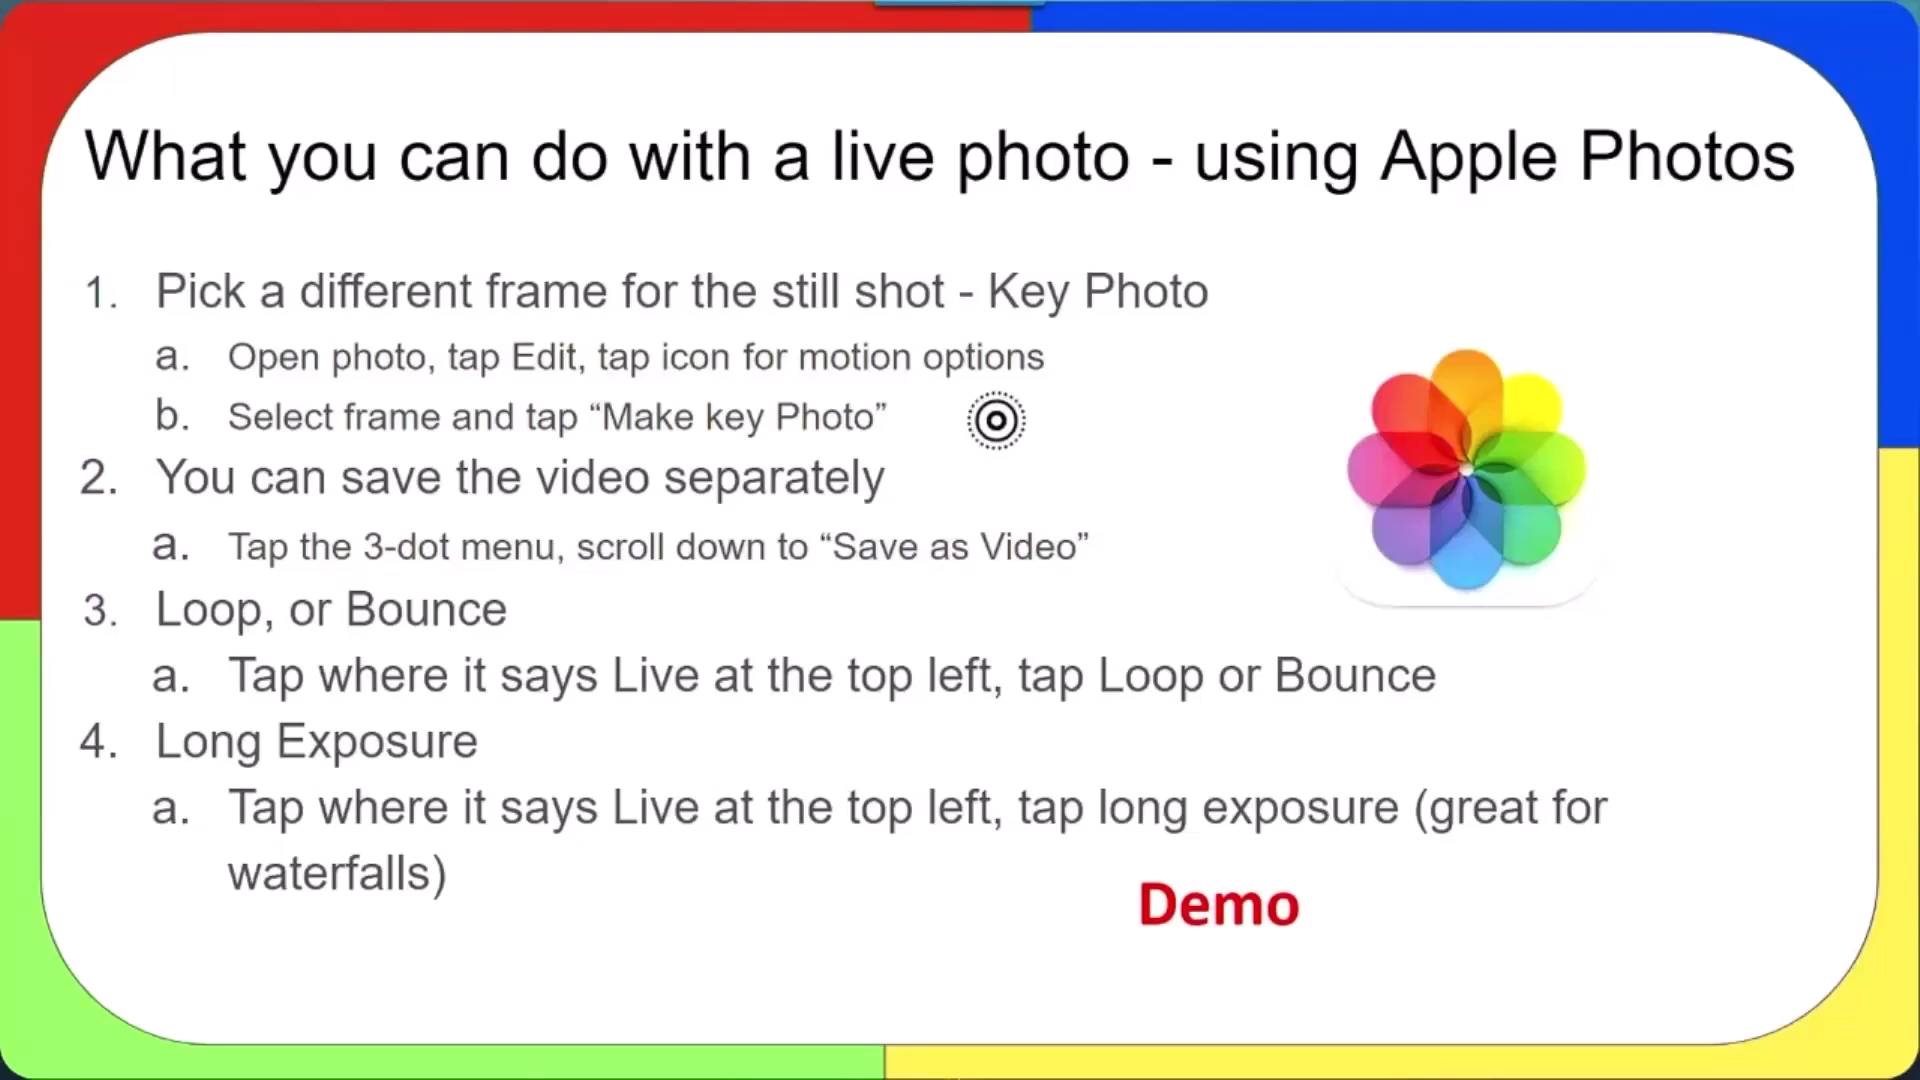 What you can do with a live photo - using Apple Photos
1. Pick a different frame for the still shot - Key Photo
a. Open photo, tap Edit, tap icon for motion options
b. Select frame and tap “Make key Photo”
2. You can save the video separately
a. Tap the 3-dot menu, scroll down to “Save as Video”
3. Loop, or Bounce
a. Tap where it says Live at the top left, tap Loop or Bounce
4. Long Exposure
a. Tap where it says Live at the top left, tap long exposure (great for
waterfalls)
Demo